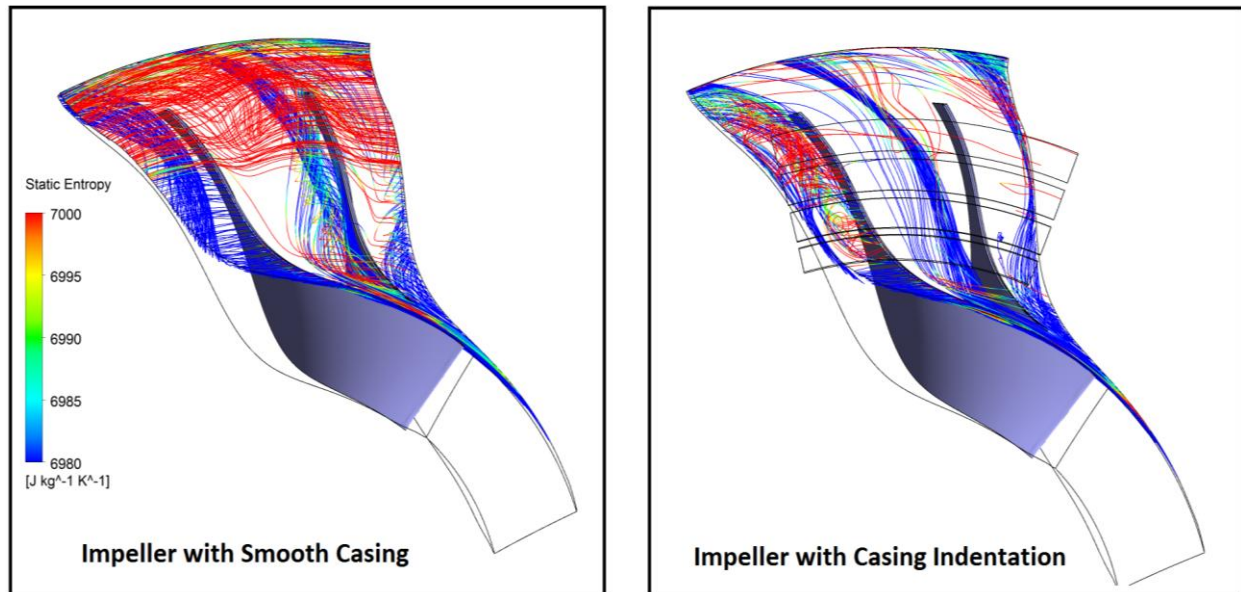 Static Entropy
7000
6995
6990
6985
6980
[J kg^-1 K^-1]
Impeller with Smooth Casing
Impeller with Casing Indentation